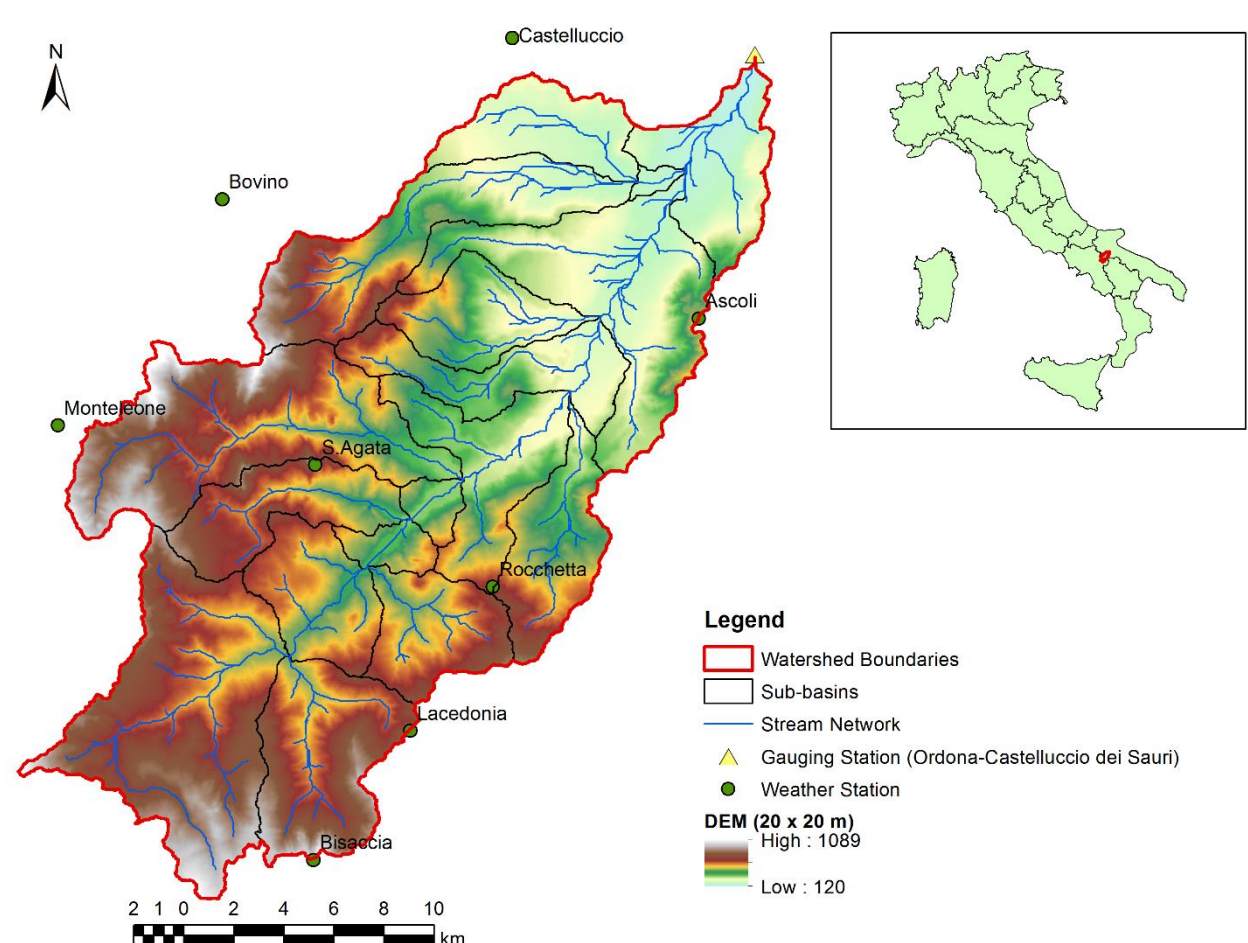 N
Castelluccio
Bovino
Ascoli
Monteleone
S.Agata
Rocchetta
Lacedonia
Bisaccia
2 1 0 2 4 6 8 10
km
Legend
Watershed Boundaries
Sub-basins
Stream Network
Gauging Station (Ordona-Castelluccio dei Sauri)
Weather Station
DEM (20 x 20 m)
High : 1089
Low : 120